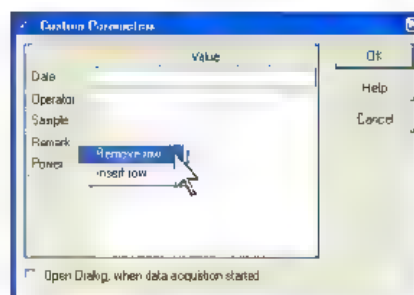 Custom Parameters
Value
Date
Operator
Sample
Remark
Power
Remove row
Insert row
OK
Help
Cancel
Open Dialog, when data acquistion started